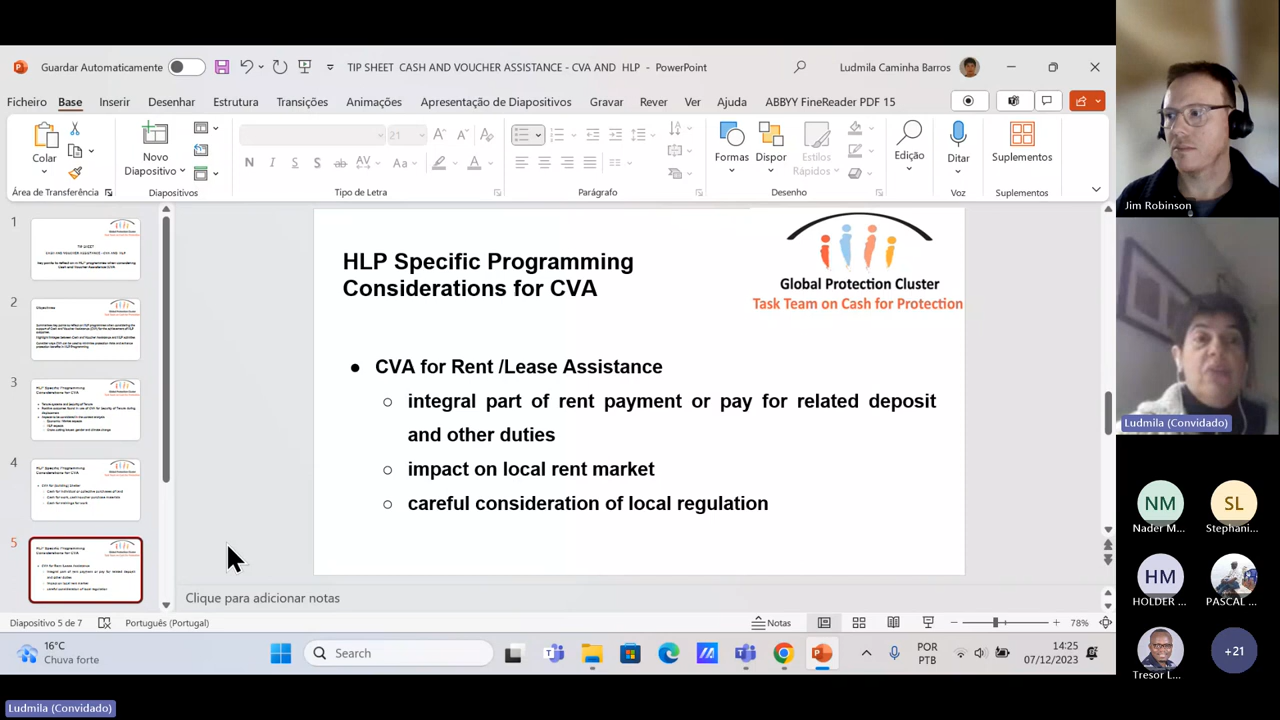 Guardar Automaticamente
TIP SHEET CASH AND VOUCHER ASSISTANCE - CVA AND HLP - PowerPoint
Ludmila Caminha Barros
Ficheiro Base Inserir Desenhar Estrutura Transições Animações Apresentação de Diapositivos Gravar Rever Ver Ajuda ABBYY FineReader PDF 15
21
Colar
Novo
Diapositivo
Formas
Dispor
Estilos
Rápidos
Edição
Ditar
Suplementos
Área de Transferência
Diapositivos
Tipo de Letra
Parágrafo
Desenho
Voz
Suplementos
1
2
3
4
5
HLP Specific Programming
Considerations for CVA
Global Protection Cluster
Task Team on Cash for Protection
● CVA for Rent /Lease Assistance
○ integral part of rent payment or pay for related deposit
and other duties
○ impact on local rent market
○ careful consideration of local regulation
Clique para adicionar notas
Diapositivo 5 de 7
Português (Portugal)
Notas
78%
16°C
Chuva forte
Search
POR
PTB
14:25
07/12/2023
Ludmila (Convidado)
Jim Robinson
Ludmila (Convidado)
NM
Nader M...
SL
Stephani...
HM
HOLDER ...
PASCAL ...
Tresor L...
+21